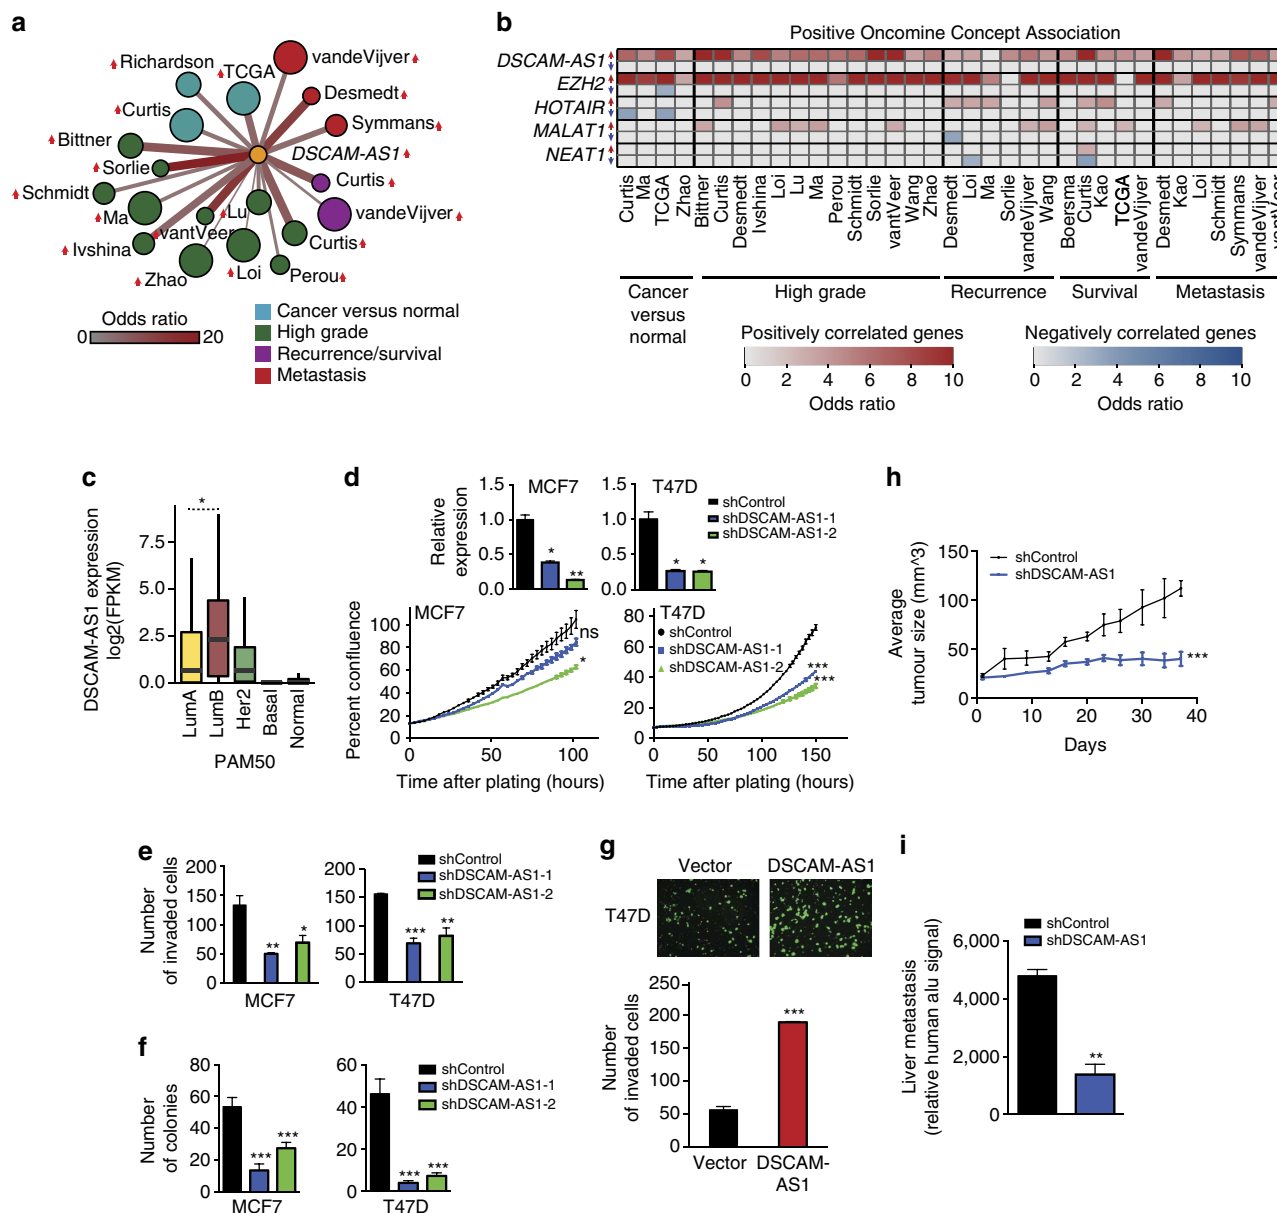 a
Richardson
TCGA
vandeVijver
Desmedt
Curtis
Symmans
Bittner
DSCAM-AS1
Sorlie
Curtis
Schmidt
Ma
Lu
vandeVijver
vantVeer
Ivshina
Curtis
Zhao
Loi
Perou
Odds ratio
0 20
Cancer versus normal
High grade
Recurrence/survival
Metastasis
b
Positive Oncomine Concept Association
DSCAM-AS1
EZH2
HOTAIR
MALAT1
NEAT1
Curtis
Ma
TCGA
Zhao
Bittner
Curtis
Desmedt
Ivshina
Loi
Lu
Ma
Perou
Schmidt
Sorlie
vantVeer
Wang
Zhao
Desmedt
Loi
Ma
Sorlie
vandeVijver
Wang
Boersma
Curtis
Kao
TCGA
vandeVijver
Desmedt
Kao
Loi
Schmidt
Symmans
vandeVijver
vantVeer
Cancer versus normal
High grade
Recurrence
Survival
Metastasis
Positively correlated genes
0 2 4 6 8 10
Odds ratio
Negatively correlated genes
0 2 4 6 8 10
Odds ratio
c
DSCAM-AS1 expression
log2(FPKM)
7.5
5.0
2.5
0.0
*
LumA
LumB
Her2
Basal
Normal
PAM50
d
Relative
expression
1.5
1.0
0.5
0.0
MCF7
*
**
1.5
1.0
0.5
0.0
T47D
*
*
shControl
shDSCAM-AS1-1
shDSCAM-AS1-2
Percent confluence
MCF7
100
80
60
40
20
0
0 50 100
ns
*
Time after plating (hours)
T47D
80
60
40
20
0
0 50 100 150
shControl
shDSCAM-AS1-1
shDSCAM-AS1-2
***
***
Time after plating (hours)
h
Average
tumour size (mm^3)
150
100
50
0
0 10 20 30 40
shControl
shDSCAM-AS1
***
Days
e
Number
of invaded cells
200
150
100
50
0
**
*
MCF7
200
150
100
50
0
***
**
T47D
shControl
shDSCAM-AS1-1
shDSCAM-AS1-2
f
Number
of colonies
80
60
40
20
0
***
***
MCF7
60
40
20
0
***
***
T47D
shControl
shDSCAM-AS1-1
shDSCAM-AS1-2
g
Vector
DSCAM-AS1
T47D
Number
of invaded cells
250
200
150
100
50
0
***
Vector
DSCAM-
AS1
i
shControl
shDSCAM-AS1
Liver metastasis
(relative human alu signal)
6,000
4,000
2,000
0
**